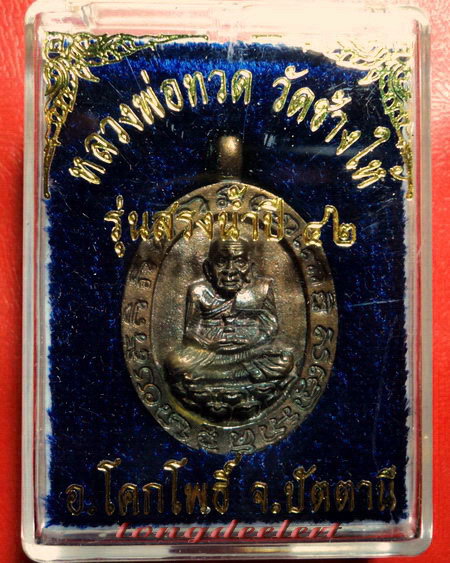 หลวงพ่อทวด วัดช้างให้
รุ่นสรงน้ำปี ๔๒
อ.โคกโพธิ์ จ.ปัตตานี
tongdeelert